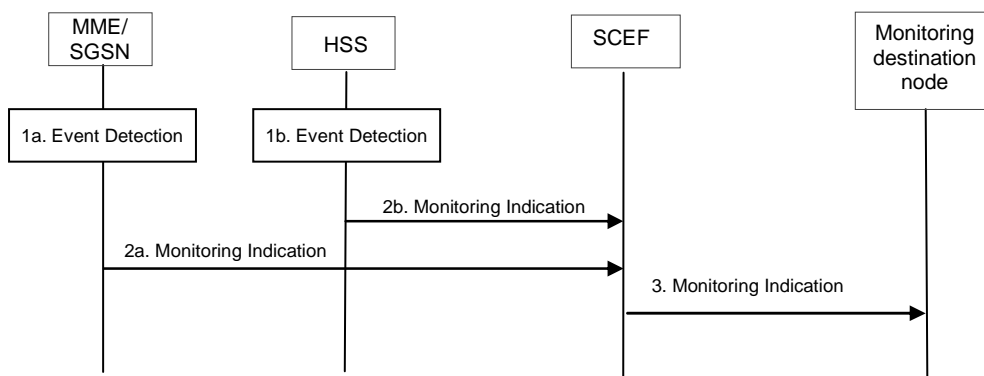 MME/
SGSN
HSS
SCEF
Monitoring
destination
node
1a. Event Detection
1b. Event Detection
2b. Monitoring Indication
2a. Monitoring Indication
3. Monitoring Indication